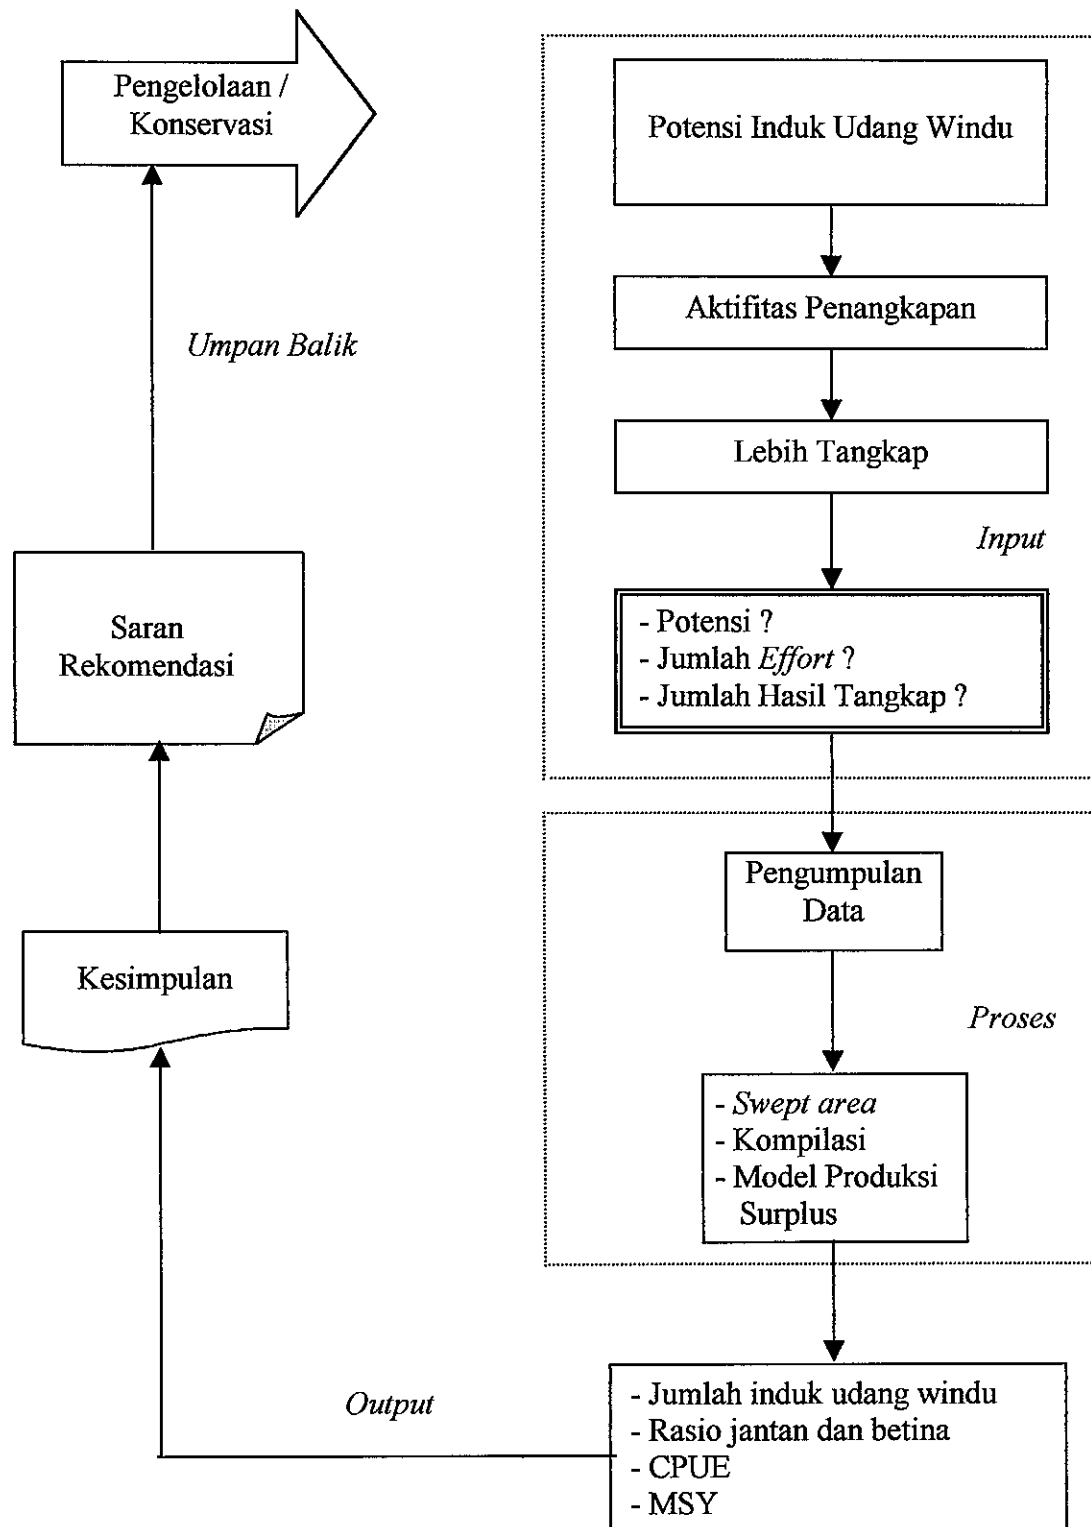 Pengelolaan /
Konservasi
Umpan Balik
Saran
Rekomendasi
Kesimpulan
Potensi Induk Udang Windu
Aktifitas Penangkapan
Lebih Tangkap
Input
- Potensi ?
- Jumlah Effort ?
- Jumlah Hasil Tangkap ?
Pengumpulan
Data
Proses
- Swept area
- Kompilasi
- Model Produksi
Surplus
Output
- Jumlah induk udang windu
- Rasio jantan dan betina
- CPUE
- MSY